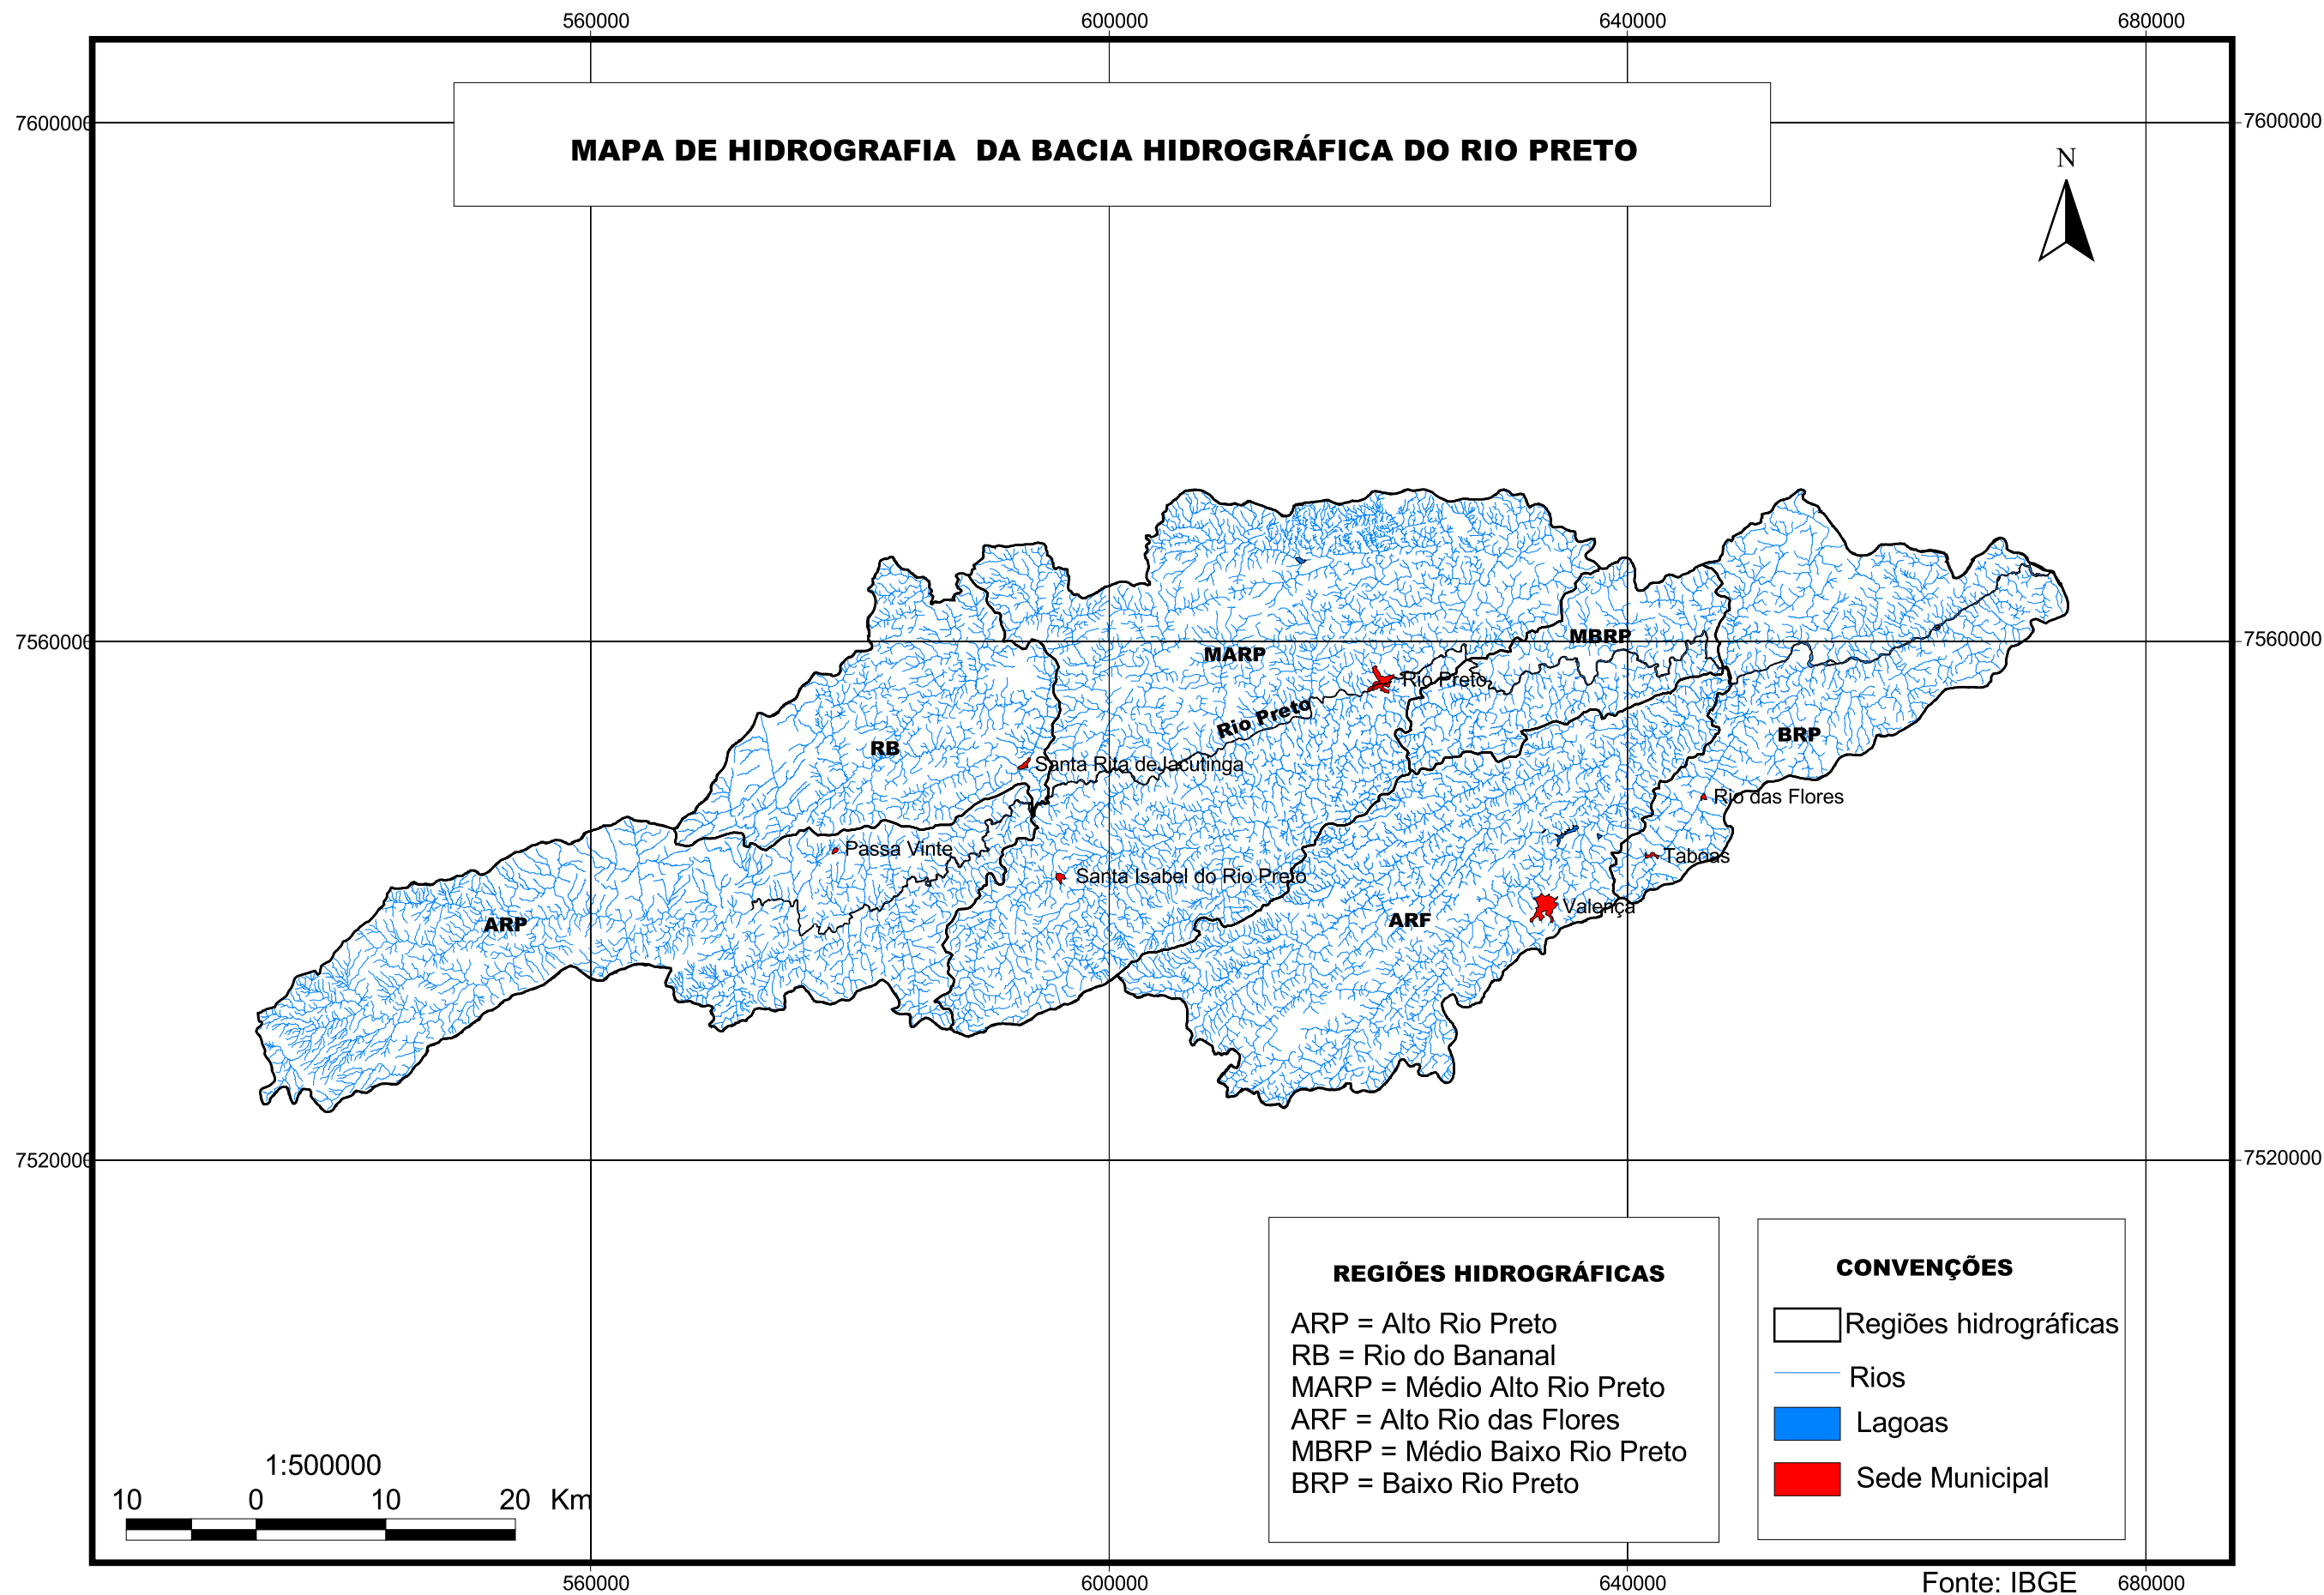 560000 600000 640000 680000
7600000 7600000
MAPA DE HIDROGRAFIA DA BACIA HIDROGRÁFICA DO RIO PRETO
N
7560000 7560000
MBRP
MARP
Rio Preto
Rio Preto
BRP
RB
Santa Rita deJacutinga
Rio das Flores
Passa Vinte
Taboas
Santa Isabel do Rio Preto
Valença
ARP
ARF
7520000 7520000
REGIÕES HIDROGRÁFICAS
ARP = Alto Rio Preto
RB = Rio do Bananal
MARP = Médio Alto Rio Preto
ARF = Alto Rio das Flores
MBRP = Médio Baixo Rio Preto
BRP = Baixo Rio Preto
CONVENÇÕES
Regiões hidrográficas
Rios
Lagoas
Sede Municipal
1:500000
10 0 10 20 Km
560000 600000 640000 680000
Fonte: IBGE